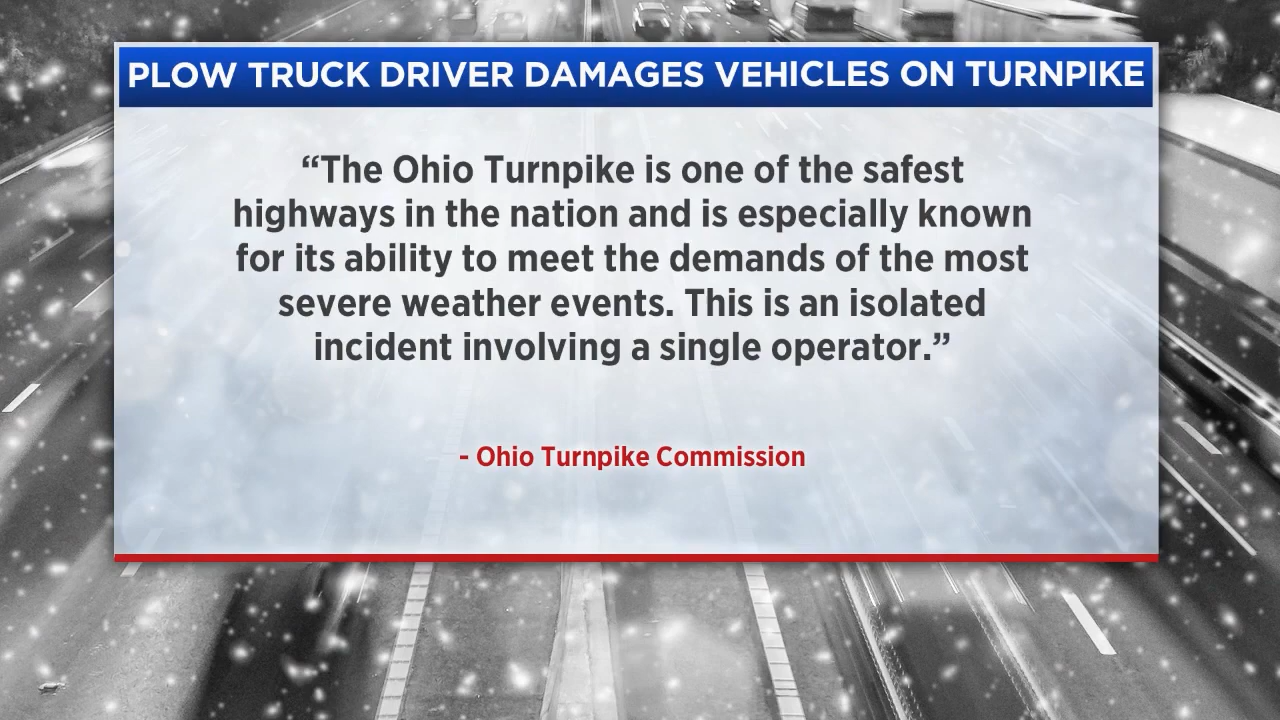 PLOW TRUCK DRIVER DAMAGES VEHICLES ON TURNPIKE
“The Ohio Turnpike is one of the safest
highways in the nation and is especially known
for its ability to meet the demands of the most
severe weather events. This is an isolated
incident involving a single operator.”
- Ohio Turnpike Commission